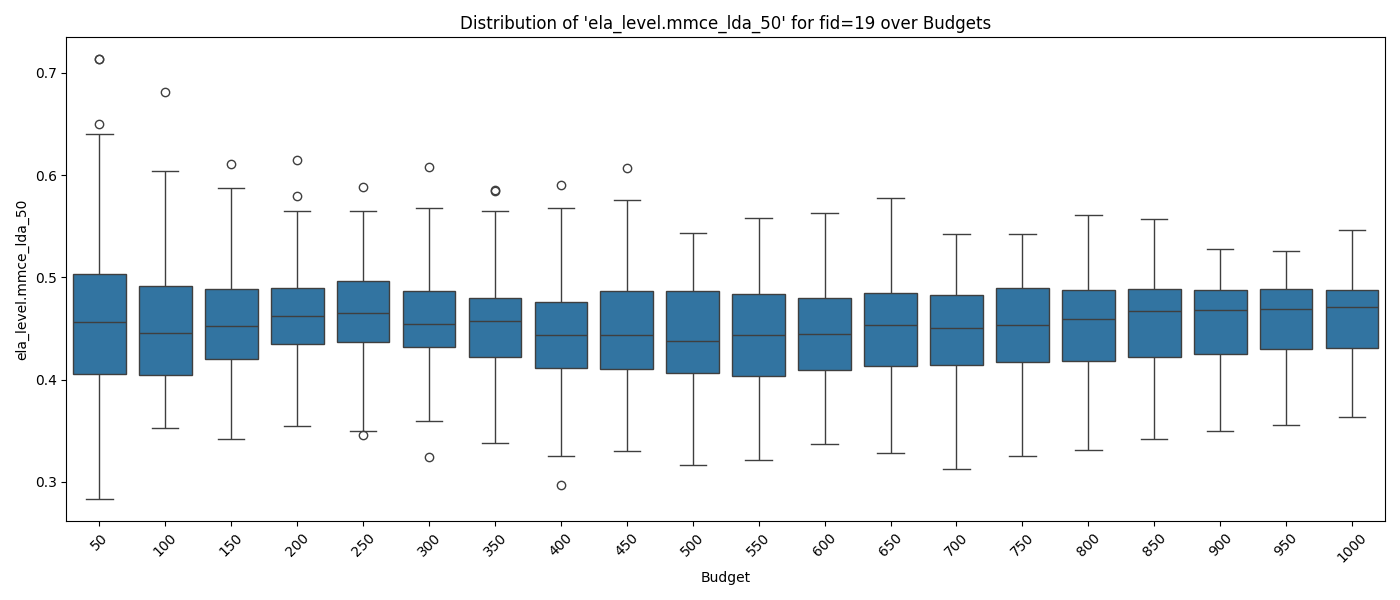 Distribution of 'ela_level.mmce_lda_50' for fid=19 over Budgets
ela_level.mmce_lda_50
0.7
0.6
0.5
0.4
0.3
50 100 150 200 250 300 350 400 450 500 550 600 650 700 750 800 850 900 950 1000
Budget